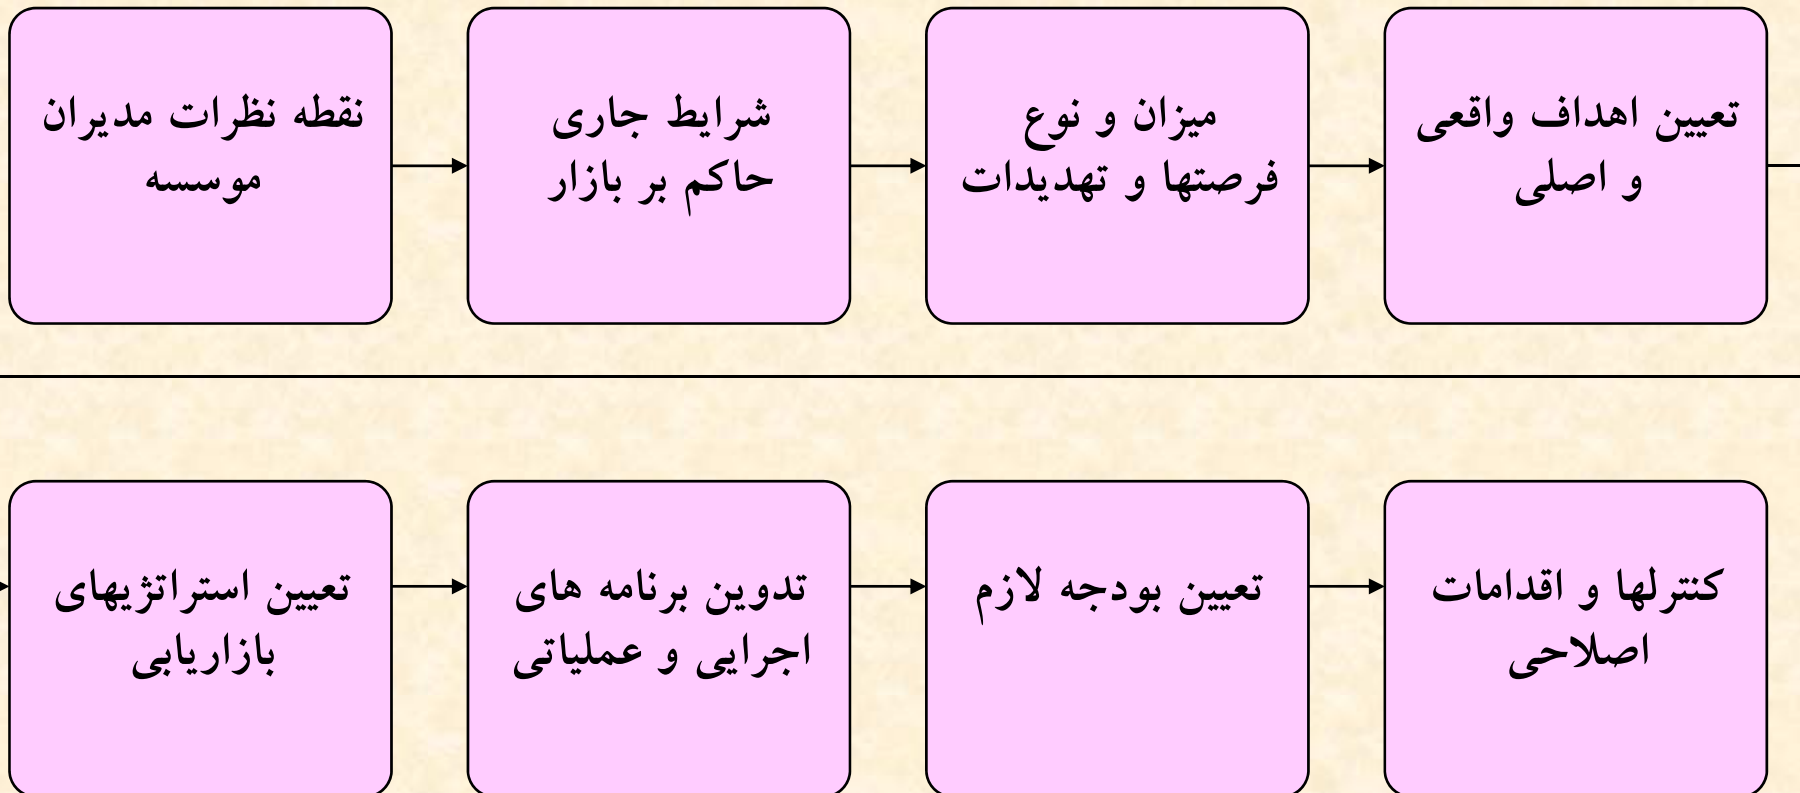 نقطه نظرات مدیران
موسسه
شرایط جاری
حاکم بر بازار
میزان و نوع
فرصتها و تهدیدات
تعیین اهداف واقعی
و اصلی
تعیین استراتژیهای
بازاریابی
تدوین برنامه های
اجرایی و عملیاتی
تعیین بودجه لازم
کنترلها و اقدامات
اصلاحی